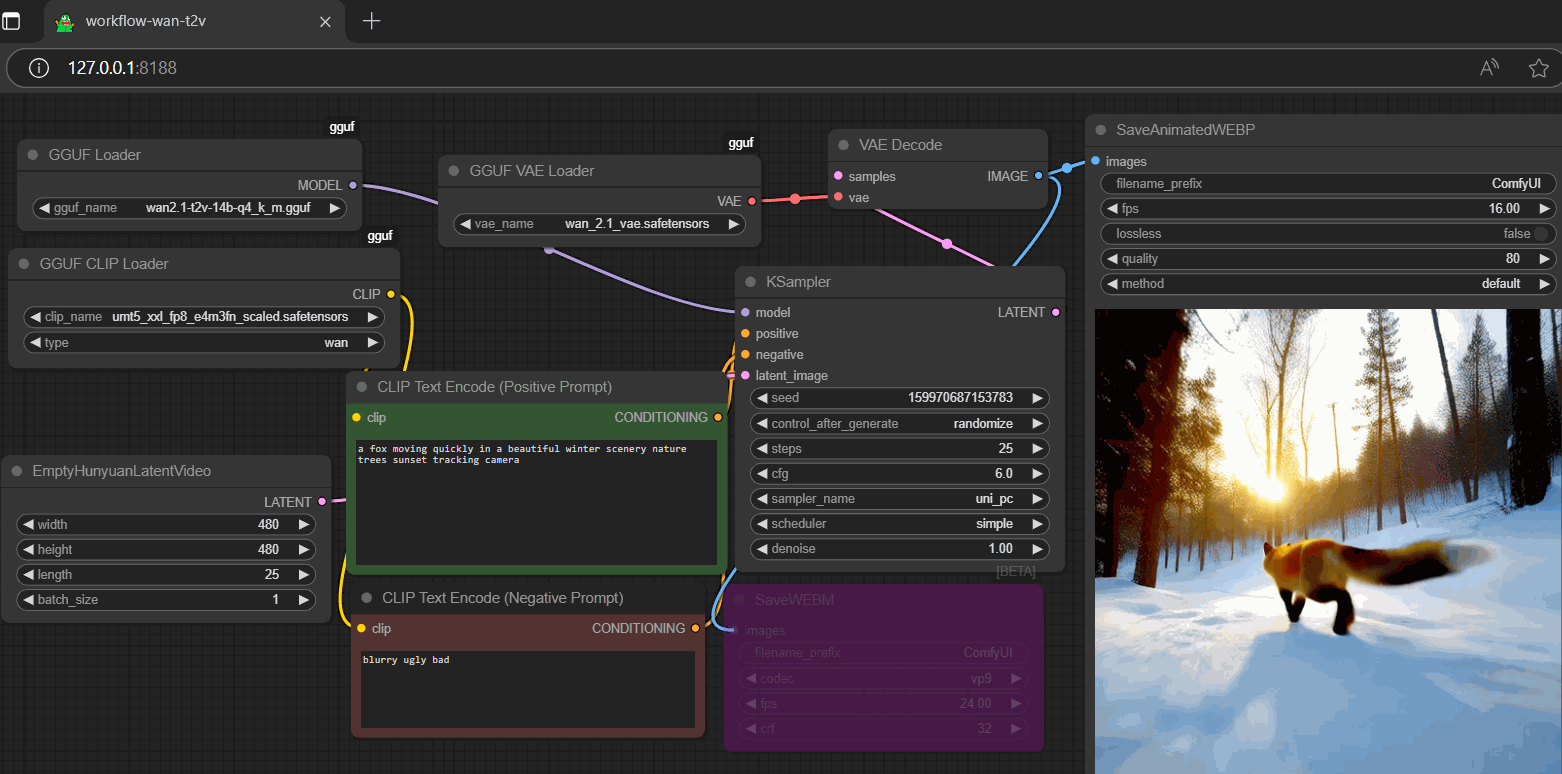 workflow-wan-t2v
127.0.0.1:8188
gguf
GGUF Loader
MODEL
gguf_name wan2.1-t2v-14b-q4_k_m.gguf
gguf
GGUF CLIP Loader
CLIP
clip_name umt5_xxl_fp8_e4m3fn_scaled.safetensors
type wan
EmptyHunyuanLatentVideo
LATENT
width 480
height 480
length 25
batch_size 1
gguf
GGUF VAE Loader
VAE
vae_name wan_2.1_vae.safetensors
CLIP Text Encode (Positive Prompt)
clip CONDITIONING
a fox moving quickly in a beautiful winter scenery nature
trees sunset tracking camera
CLIP Text Encode (Negative Prompt)
clip CONDITIONING
blurry ugly bad
VAE Decode
samples IMAGE
vae
KSampler
model LATENT
positive
negative
latent_image
seed 159970687153783
control_after_generate randomize
steps 25
cfg 6.0
sampler_name uni_pc
scheduler simple
denoise 1.00
[BETA]
SaveWEBM
images
filename_prefix ComfyUI
codec vp9
fps 24.00
crf 32
SaveAnimatedWEBP
images
filename_prefix ComfyUI
fps 16.00
lossless false
quality 80
method default